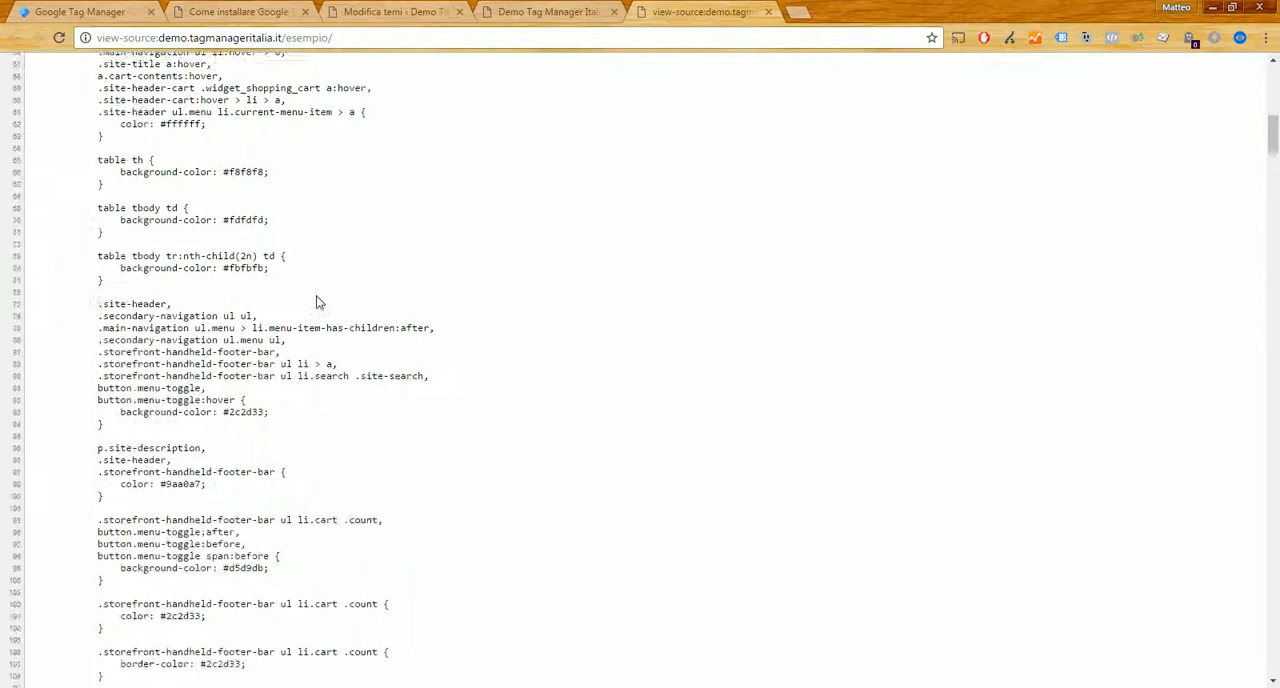 Google Tag Manager
Come installare Google T
Modifica temi ‹ Demo Ta
Demo Tag Manager Itali
view-source:demo.tagm
Matteo
view-source:demo.tagmanageritalia.it/esempio/
.main-navigation ul li:hover > a,
.site-title a:hover,
a.cart-contents:hover,
.site-header-cart .widget_shopping_cart a:hover,
.site-header-cart:hover > li > a,
.site-header ul.menu li.current-menu-item > a {
color: #ffffff;
}
table th {
background-color: #f8f8f8;
}
table tbody td {
background-color: #fdfdfd;
}
table tbody tr:nth-child(2n) td {
background-color: #fbfbfb;
}
.site-header,
.secondary-navigation ul ul,
.main-navigation ul.menu > li.menu-item-has-children:after,
.secondary-navigation ul.menu ul,
.storefront-handheld-footer-bar,
.storefront-handheld-footer-bar ul li > a,
.storefront-handheld-footer-bar ul li.search .site-search,
button.menu-toggle,
button.menu-toggle:hover {
background-color: #2c2d33;
}
p.site-description,
.site-header,
.storefront-handheld-footer-bar {
color: #9aa0a7;
}
.storefront-handheld-footer-bar ul li.cart .count,
button.menu-toggle:after,
button.menu-toggle:before,
button.menu-toggle span:before {
background-color: #d5d9db;
}
.storefront-handheld-footer-bar ul li.cart .count {
color: #2c2d33;
}
.storefront-handheld-footer-bar ul li.cart .count {
border-color: #2c2d33;
}